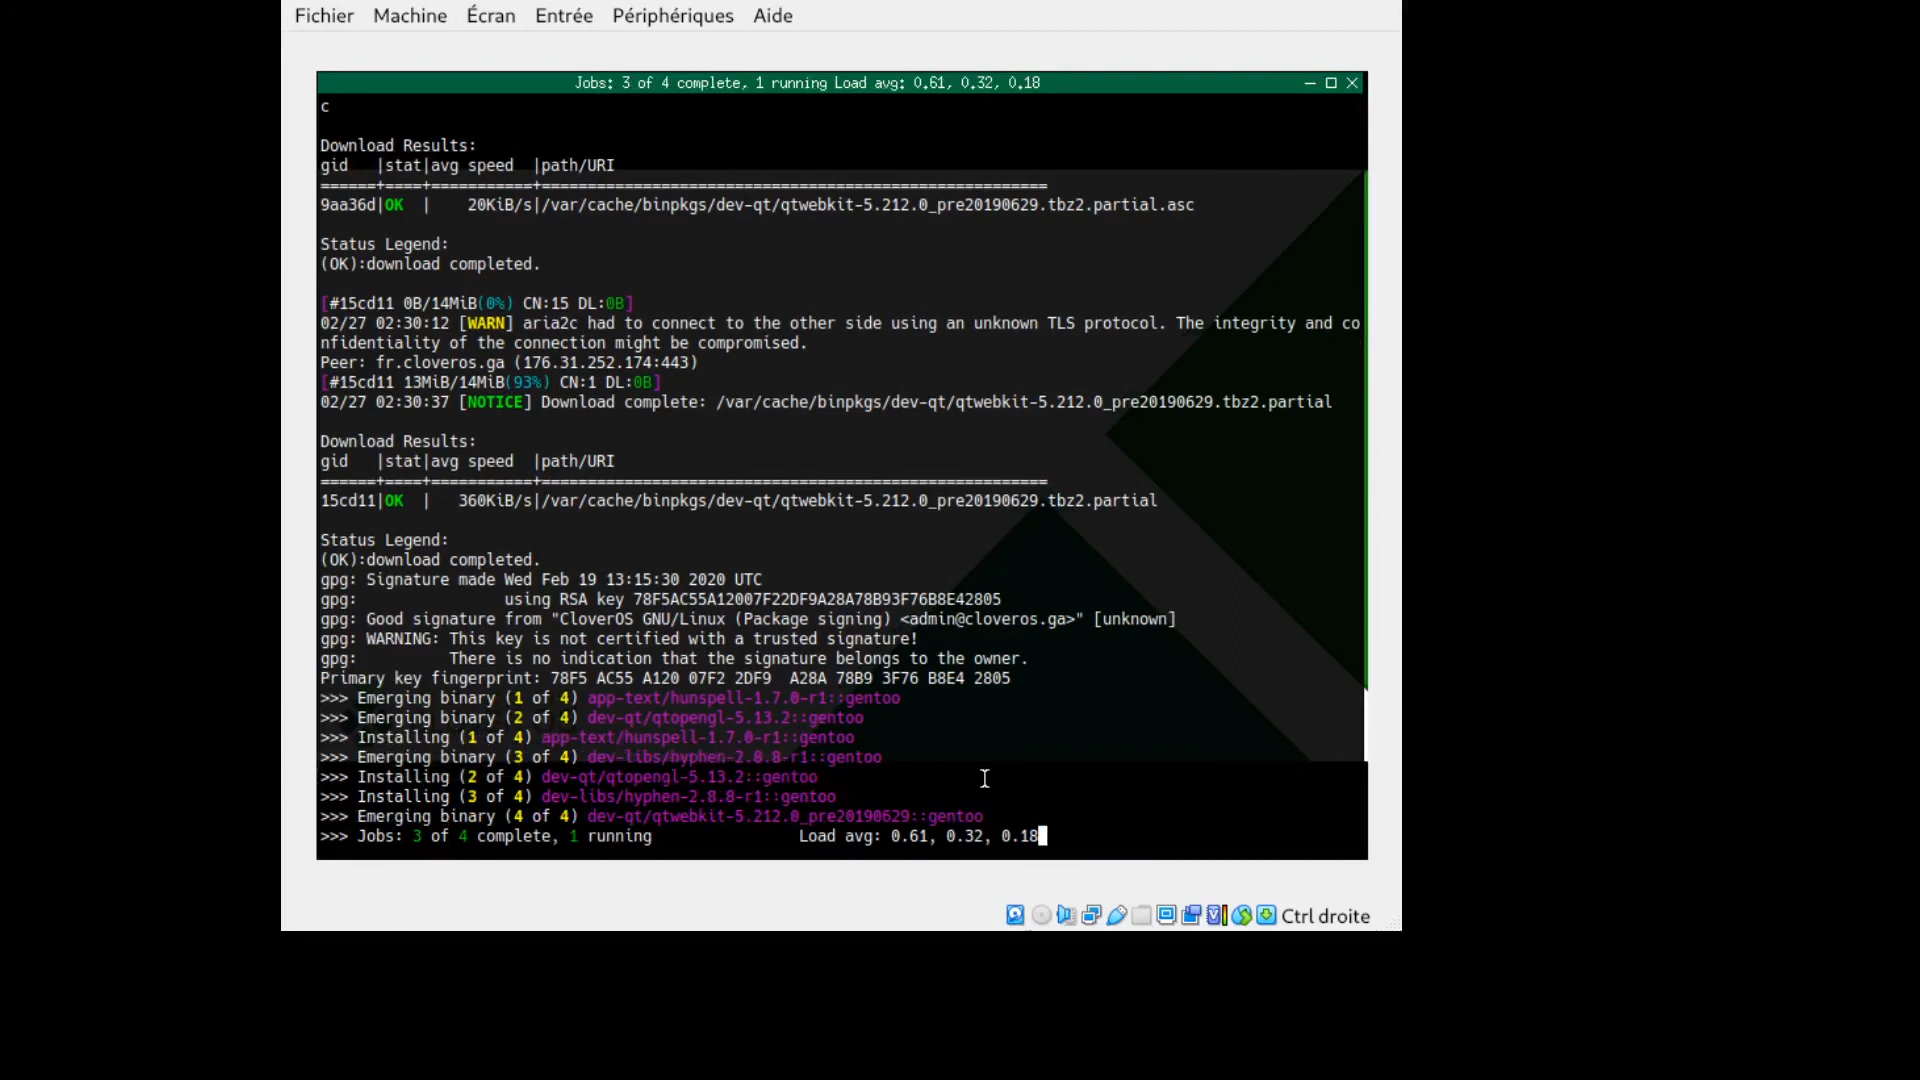 Fichier Machine Écran Entrée Périphériques Aide
Jobs: 3 of 4 complete, 1 running Load avg: 0.61, 0.32, 0.18
c
Download Results:
gid   |stat|avg speed  |path/URI
======+====+===========+=======================================================
9aa36d|OK  |    20KiB/s|/var/cache/binpkgs/dev-qt/qtwebkit-5.212.0_pre20190629.tbz2.partial.asc
Status Legend:
(OK):download completed.
[#15cd11 0B/14MiB(0%) CN:15 DL:0B]
02/27 02:30:12 [WARN] aria2c had to connect to the other side using an unknown TLS protocol. The integrity and co
nfidentiality of the connection might be compromised.
Peer: fr.cloveros.ga (176.31.252.174:443)
[#15cd11 13MiB/14MiB(93%) CN:1 DL:0B]
02/27 02:30:37 [NOTICE] Download complete: /var/cache/binpkgs/dev-qt/qtwebkit-5.212.0_pre20190629.tbz2.partial
Download Results:
gid   |stat|avg speed  |path/URI
======+====+===========+=======================================================
15cd11|OK  |   360KiB/s|/var/cache/binpkgs/dev-qt/qtwebkit-5.212.0_pre20190629.tbz2.partial
Status Legend:
(OK):download completed.
gpg: Signature made Wed Feb 19 13:15:30 2020 UTC
gpg:                using RSA key 78F5AC55A12007F22DF9A28A78B93F76B8E42805
gpg: Good signature from "CloverOS GNU/Linux (Package signing) <admin@cloveros.ga>" [unknown]
gpg: WARNING: This key is not certified with a trusted signature!
gpg:          There is no indication that the signature belongs to the owner.
Primary key fingerprint: 78F5 AC55 A120 07F2 2DF9  A28A 78B9 3F76 B8E4 2805
>>> Emerging binary (1 of 4) app-text/hunspell-1.7.0-r1::gentoo
>>> Emerging binary (2 of 4) dev-qt/qtopengl-5.13.2::gentoo
>>> Installing (1 of 4) app-text/hunspell-1.7.0-r1::gentoo
>>> Emerging binary (3 of 4) dev-libs/hyphen-2.8.8-r1::gentoo
>>> Installing (2 of 4) dev-qt/qtopengl-5.13.2::gentoo
>>> Installing (3 of 4) dev-libs/hyphen-2.8.8-r1::gentoo
>>> Emerging binary (4 of 4) dev-qt/qtwebkit-5.212.0_pre20190629::gentoo
>>> Jobs: 3 of 4 complete, 1 running                Load avg: 0.61, 0.32, 0.18
Ctrl droite